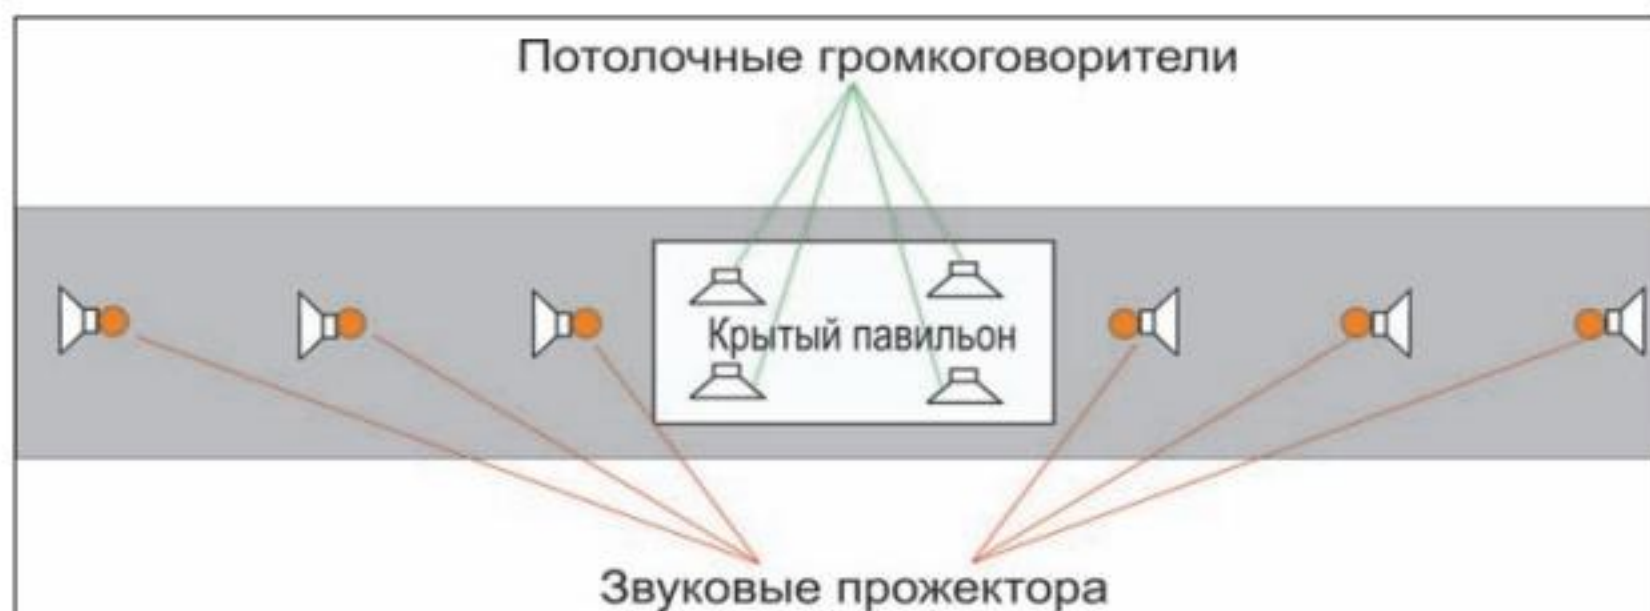 Потолочные громкоговорители
Крытый павильон
Звуковые прожектора